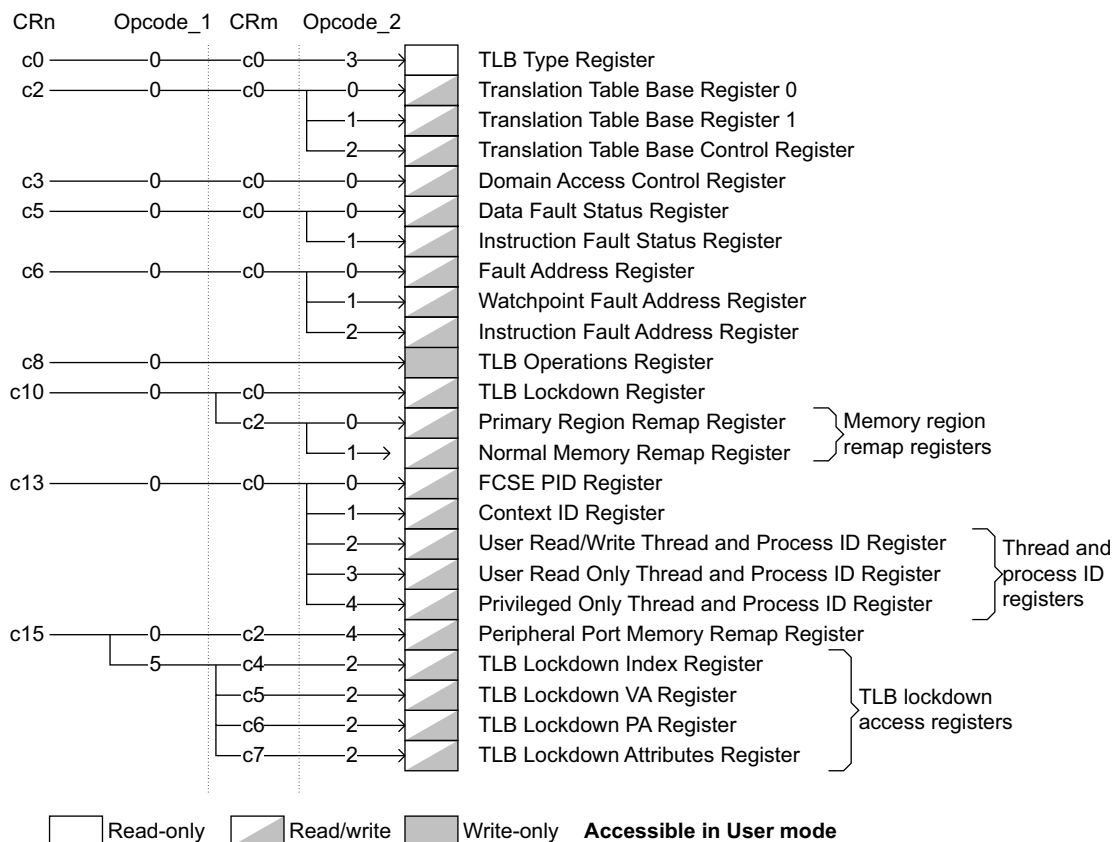 CRn Opcode_1 CRm Opcode_2
c0 0 c0 3 TLB Type Register
c2 0 c0 0 Translation Table Base Register 0
1 Translation Table Base Register 1
2 Translation Table Base Control Register
c3 0 c0 0 Domain Access Control Register
c5 0 c0 0 Data Fault Status Register
1 Instruction Fault Status Register
c6 0 c0 0 Fault Address Register
1 Watchpoint Fault Address Register
2 Instruction Fault Address Register
c8 0 TLB Operations Register
c10 0 c0 TLB Lockdown Register
c2 0 Primary Region Remap Register
1 Normal Memory Remap Register
Memory region
remap registers
c13 0 c0 0 FCSE PID Register
1 Context ID Register
2 User Read/Write Thread and Process ID Register
3 User Read Only Thread and Process ID Register
4 Privileged Only Thread and Process ID Register
Thread and
process ID
registers
c15 0 c2 4 Peripheral Port Memory Remap Register
5 c4 2 TLB Lockdown Index Register
c5 2 TLB Lockdown VA Register
c6 2 TLB Lockdown PA Register
c7 2 TLB Lockdown Attributes Register
TLB lockdown
access registers
Read-only Read/write Write-only Accessible in User mode